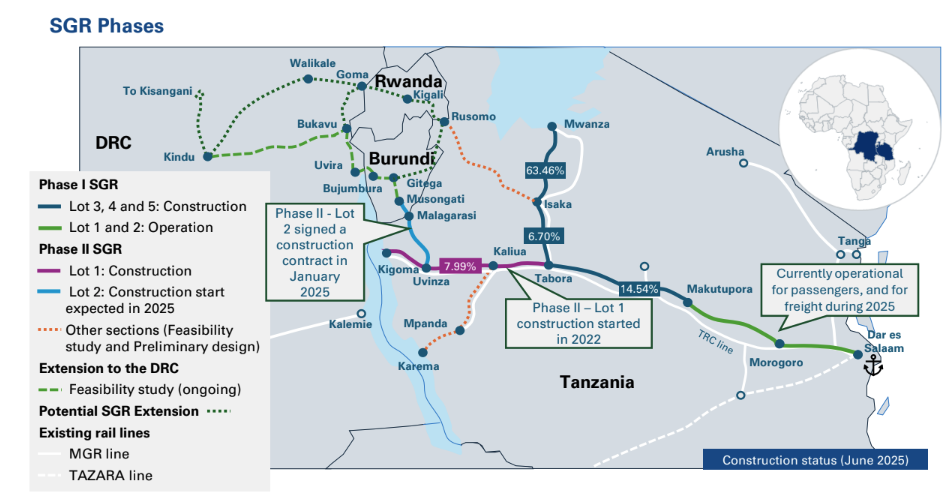 SGR Phases
Walikale
Goma
Rwanda
To Kisangani
Kigali
Rusomo
Bukavu
Mwanza
DRC
Arusha
Kindu
Burundi
Uvira
63.46%
Bujumbura
Gitega
Musongati
Isaka
Malagarasi
Phase I SGR
Lot 3, 4 and 5: Construction
Lot 1 and 2: Operation
Phase II SGR
Lot 1: Construction
Lot 2: Construction start
expected in 2025
Other sections (Feasibility
study and Preliminary design)
Extension to the DRC
Feasibility study (ongoing)
Potential SGR Extension
Existing rail lines
MGR line
TAZARA line
Phase II - Lot
2 signed a
construction
contract in
January
2025
6.70%
Tanga
Kaliua
Kigoma
7.99%
Uvinza
Tabora
14.54%
Makutupora
Currently operational
for passengers, and for
freight during 2025
Phase II – Lot 1
construction started
in 2022
Kalemie
Mpanda
Karema
TRC line
Morogoro
Dar es
Salaam
Tanzania
Construction status (June 2025)